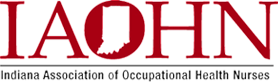 IAOHN
Indiana Association of Occupational Health Nurses